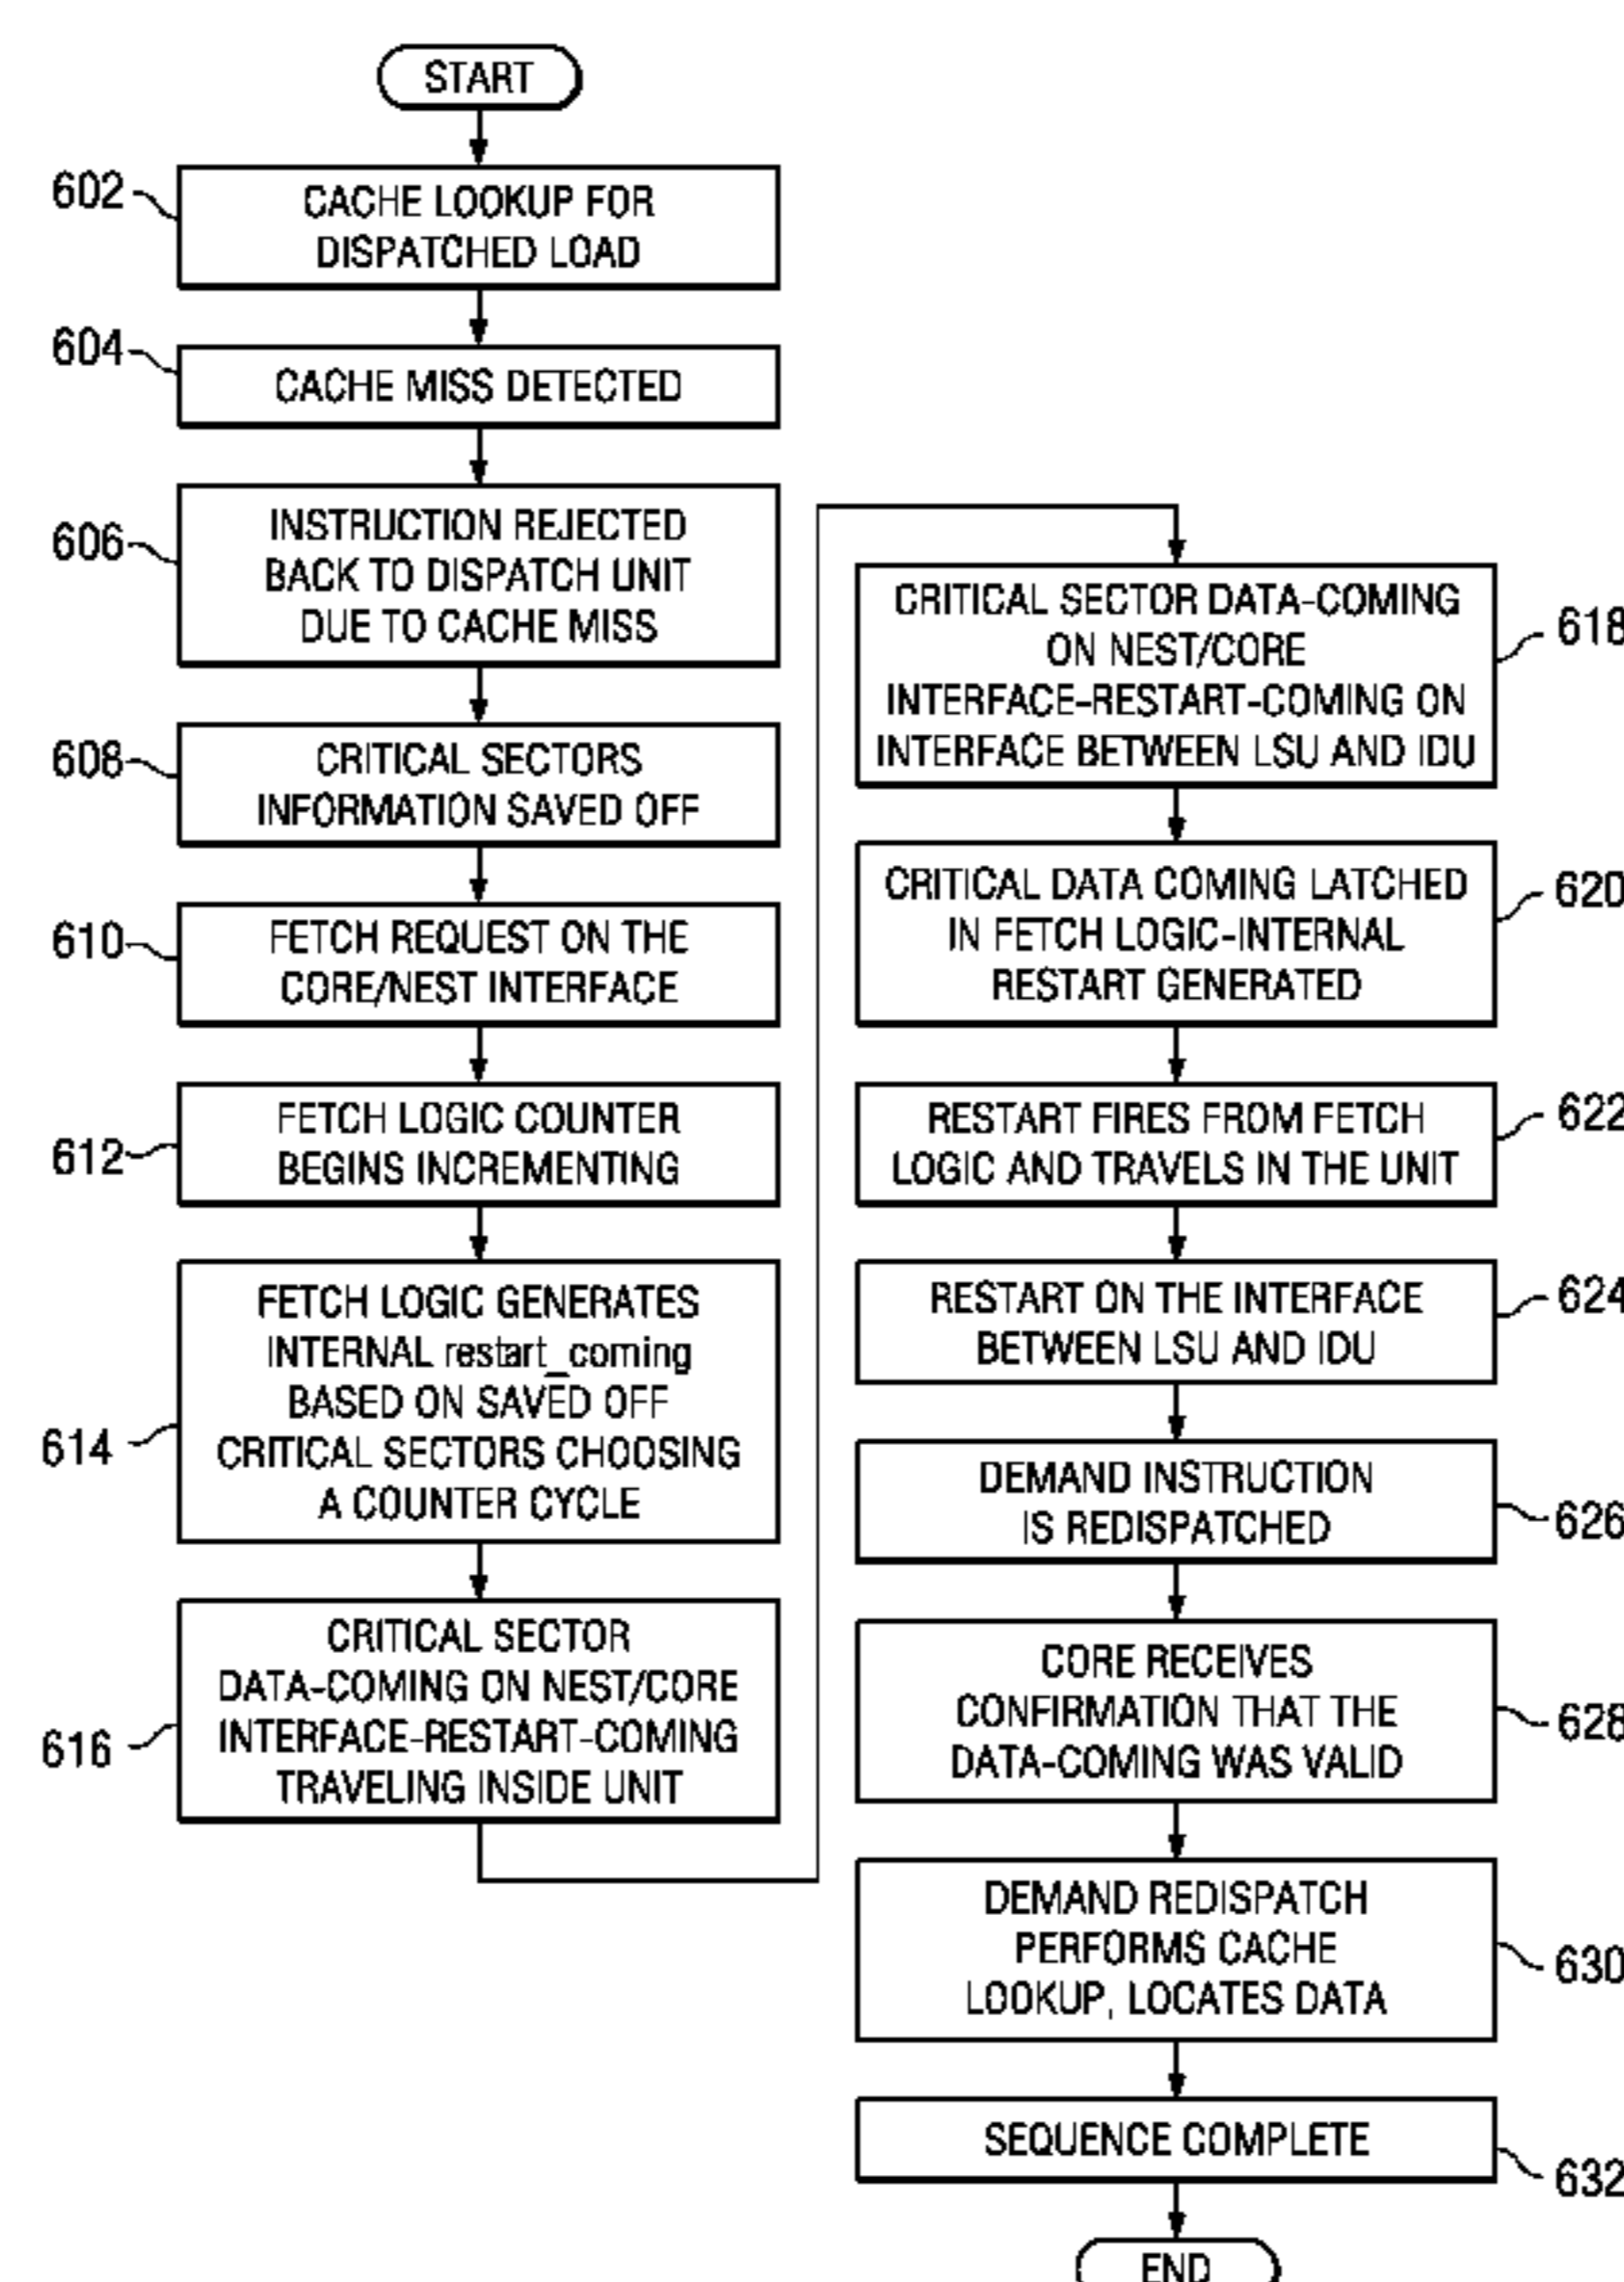 START
602
CACHE LOOKUP FOR
DISPATCHED LOAD
604
CACHE MISS DETECTED
606
INSTRUCTION REJECTED
BACK TO DISPATCH UNIT
DUE TO CACHE MISS
608
CRITICAL SECTORS
INFORMATION SAVED OFF
610
FETCH REQUEST ON THE
CORE/NEST INTERFACE
612
FETCH LOGIC COUNTER
BEGINS INCREMENTING
614
FETCH LOGIC GENERATES
INTERNAL restart_coming
BASED ON SAVED OFF
CRITICAL SECTORS CHOOSING
A COUNTER CYCLE
616
CRITICAL SECTOR
DATA-COMING ON NEST/CORE
INTERFACE-RESTART-COMING
TRAVELING INSIDE UNIT
CRITICAL SECTOR DATA-COMING
ON NEST/CORE
INTERFACE-RESTART-COMING ON
INTERFACE BETWEEN LSU AND IDU
618
CRITICAL DATA COMING LATCHED
IN FETCH LOGIC-INTERNAL
RESTART GENERATED
620
RESTART FIRES FROM FETCH
LOGIC AND TRAVELS IN THE UNIT
622
RESTART ON THE INTERFACE
BETWEEN LSU AND IDU
624
DEMAND INSTRUCTION
IS REDISPATCHED
626
CORE RECEIVES
CONFIRMATION THAT THE
DATA-COMING WAS VALID
628
DEMAND REDISPATCH
PERFORMS CACHE
LOOKUP, LOCATES DATA
630
SEQUENCE COMPLETE
632
END